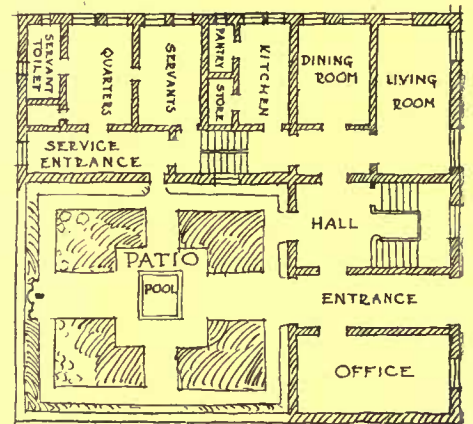 SERVANT
TOILET
QUARTERS
SERVANTS
PANTRY
STORE
KITCHEN
DINING
ROOM
LIVING
ROOM
SERVICE
ENTRANCE
HALL
PATIO
POOL
ENTRANCE
OFFICE